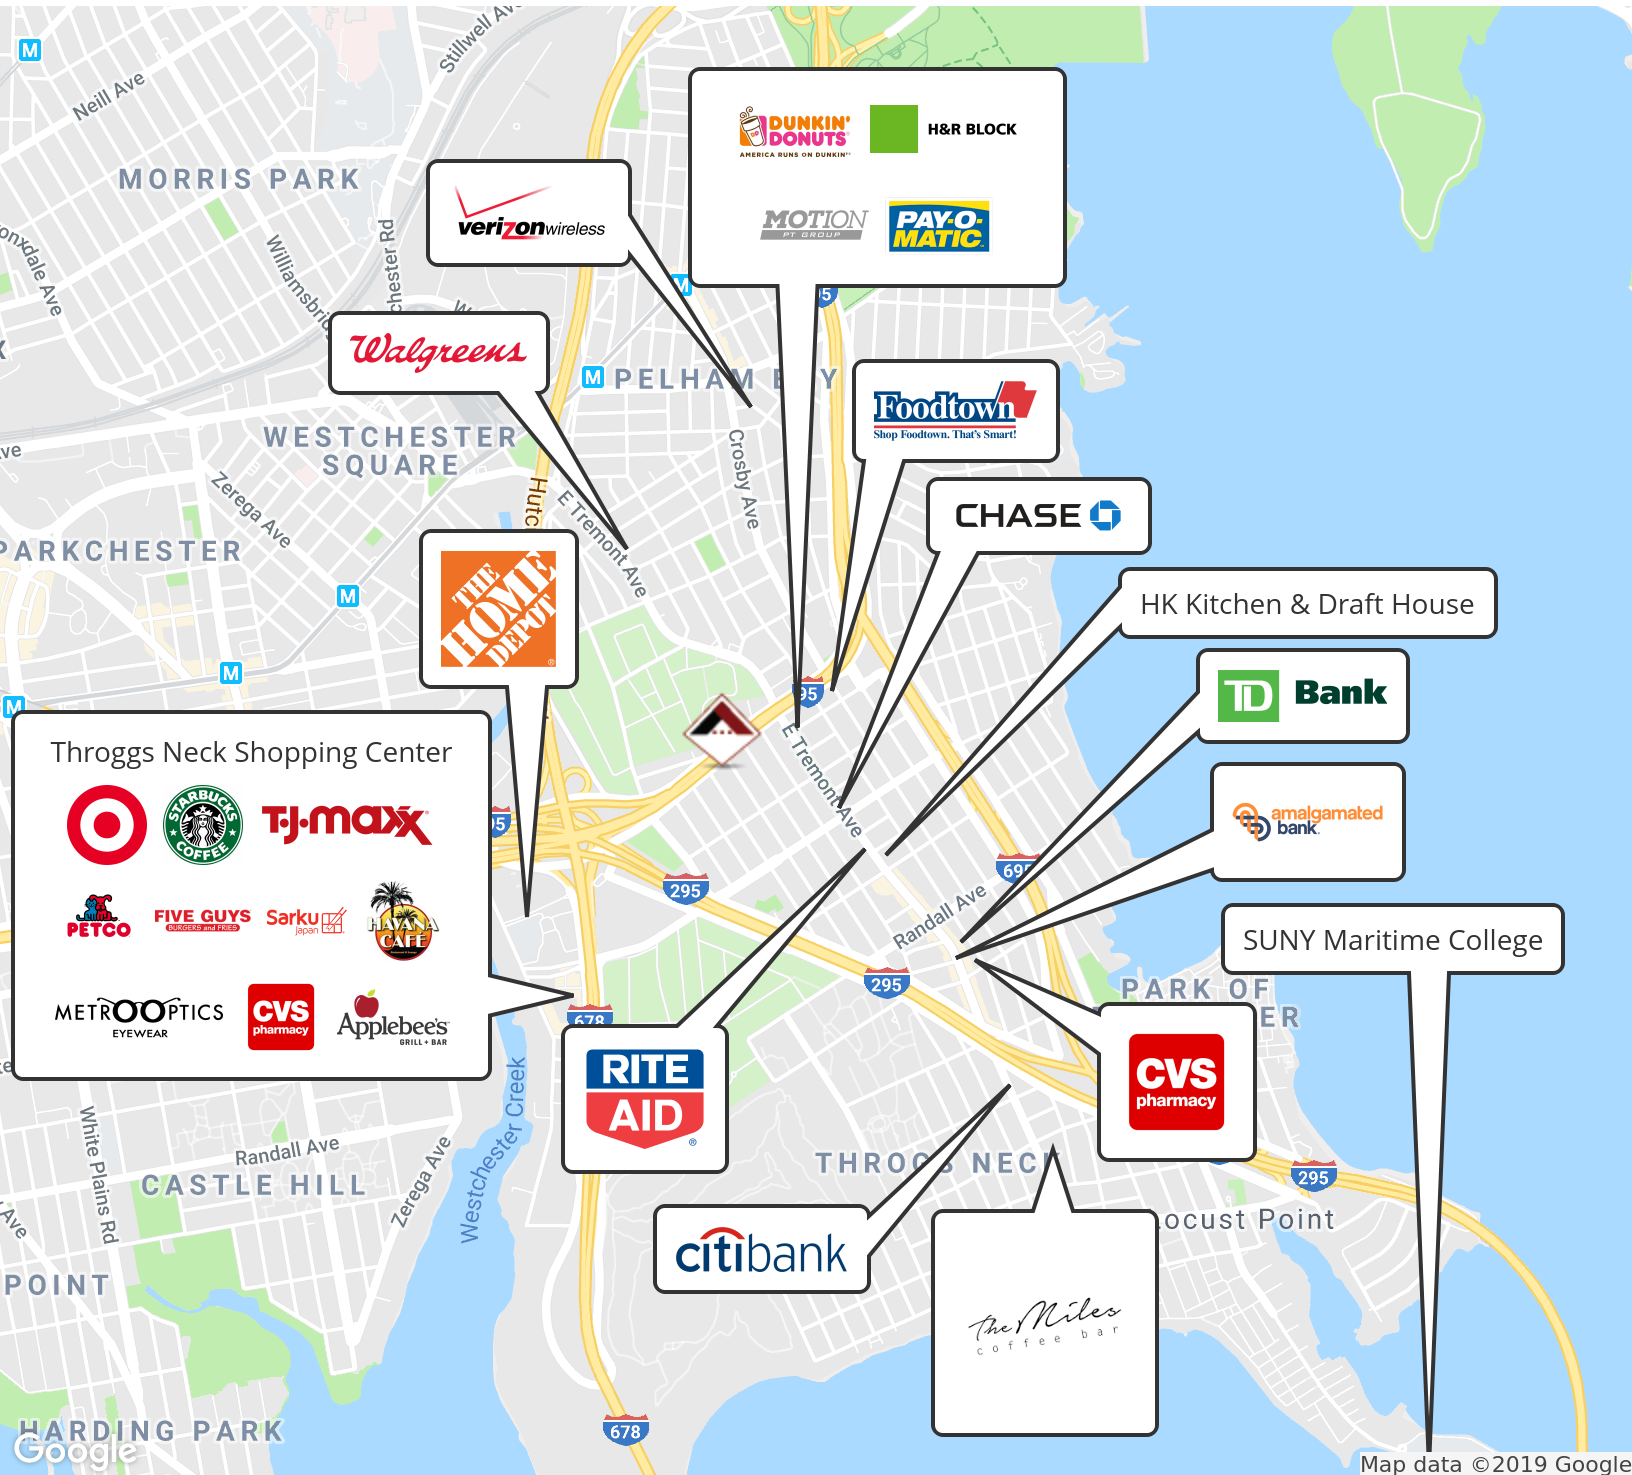 Stillwell Av
Neill Ave
MORRIS PARK
Williamsbri
chester Rd
onxdale Ave
verizonwireless
DUNKIN'
DONUTS
AMERICA RUNS ON DUNKIN'
H&R BLOCK
MOTION
PT GROUP
PAY-O-
MATIC
Walgreens
PELHAM B Y
Foodtown
Shop Foodtown. That's Smart!
WESTCHESTER
SQUARE
Zerega Ave
Crosby Ave
Hutc
E Tremont Ave
CHASE
PARKCHESTER
THE
HOME
DEPOT
HK Kitchen & Draft House
TD Bank
95
E Tremont Ave
Throggs Neck Shopping Center
STARBUCKS
COFFEE
T·J·maxx
PETCO
FIVE GUYS
BURGERS and FRIES
Sarku
japan
HAVANA
CAFÉ
METROOPTICS
EYEWEAR
CVS
pharmacy
Applebee's
GRILL + BAR
amalgamated
bank
295
695
Randall Ave
295
SUNY Maritime College
PARK OF
ER
678
RITE
AID
CVS
pharmacy
Westchester Creek
White Plains Rd
Randall Ave
CASTLE HILL
Zerega Ave
THROGS NECK
295
Locust Point
citibank
POINT
the Miles
coffee bar
HARDING PARK
678
Google
Map data ©2019 Google